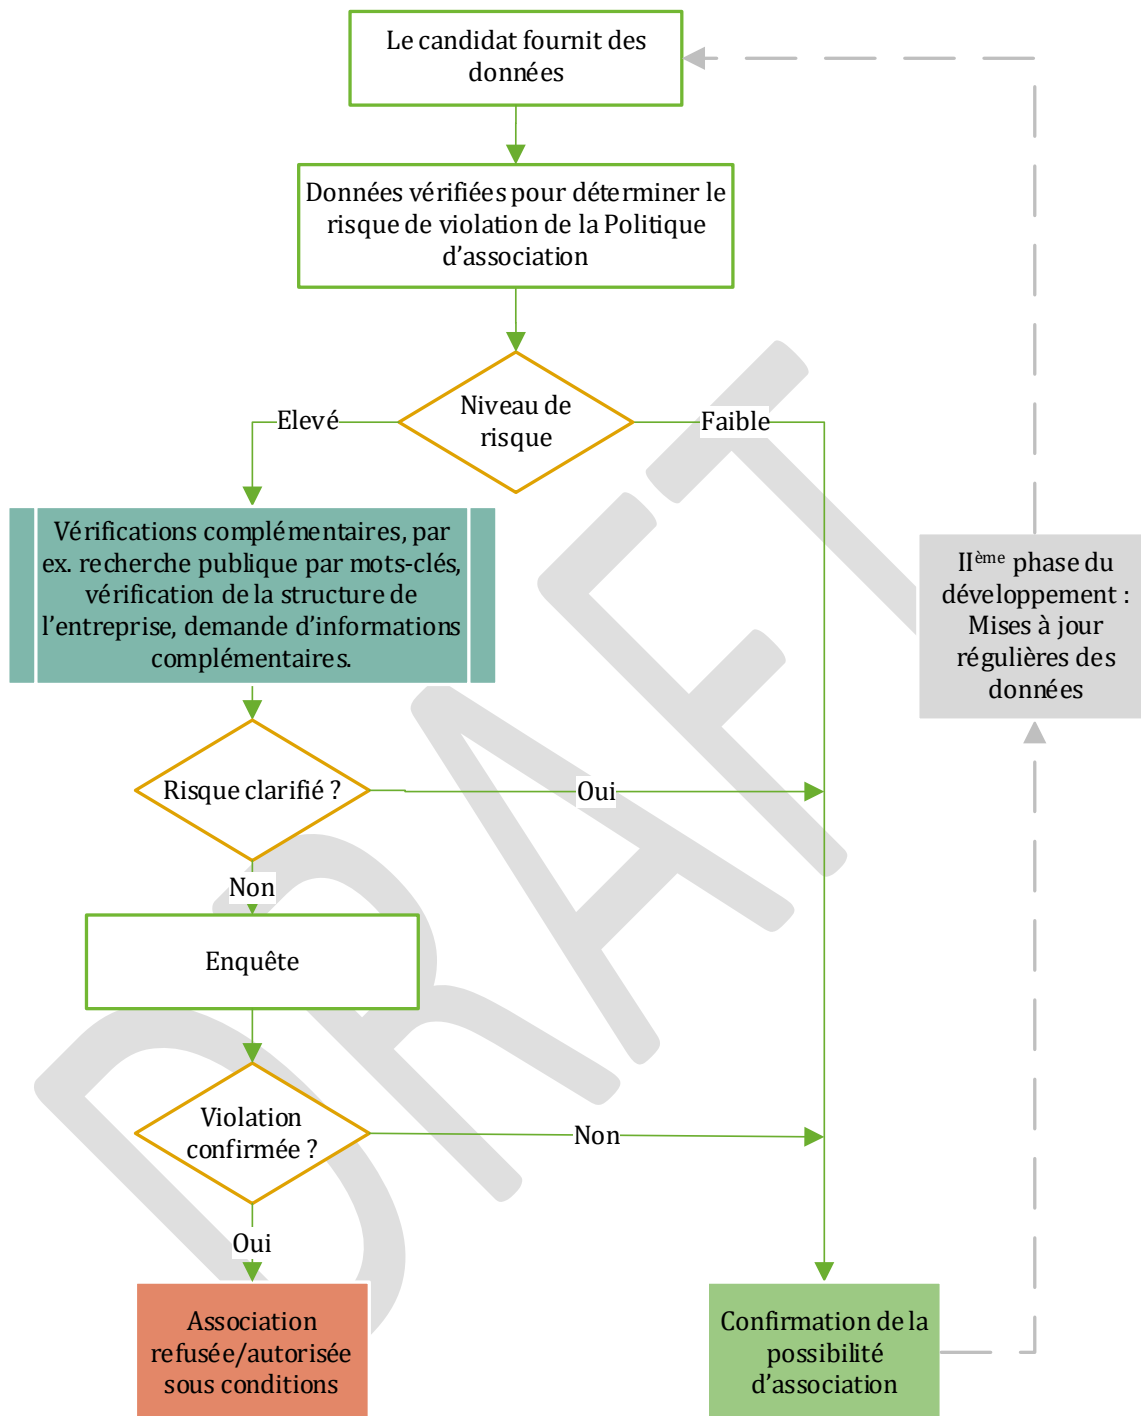 Le candidat fournit des
données
Données vérifiées pour déterminer le
risque de violation de la Politique
d’association
Niveau de
risque
Elevé
Faible
Vérifications complémentaires, par
ex. recherche publique par mots-clés,
vérification de la structure de
l’entreprise, demande d’informations
complémentaires.
IIème phase du
développement :
Mises à jour
régulières des
données
Risque clarifié ?
Oui
Non
Enquête
Violation
confirmée ?
Non
Oui
Association
refusée/autorisée
sous conditions
Confirmation de la
possibilité
d’association
DRAFT